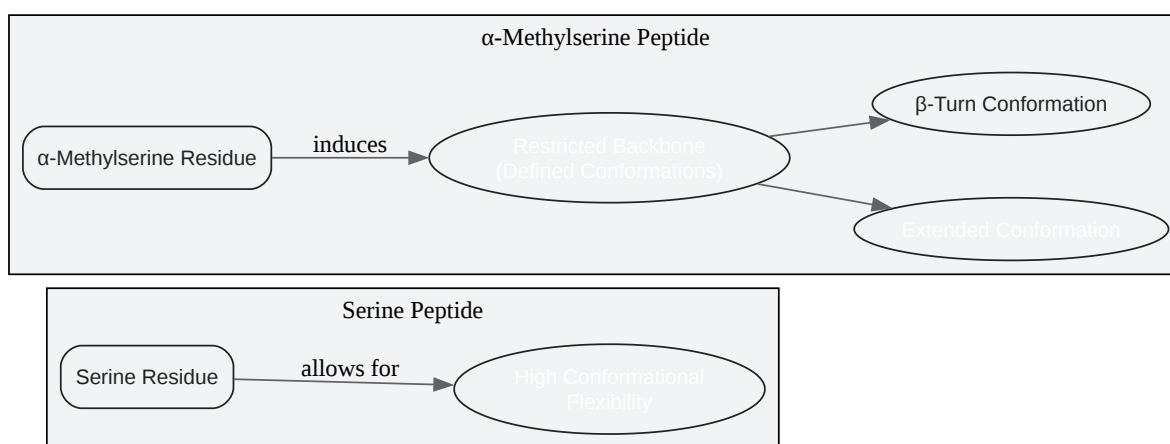 α-Methylserine Peptide
α-Methylserine Residue
induces
Restricted Backbone
(Defined Conformations)
β-Turn Conformation
Extended Conformation
Serine Peptide
Serine Residue
allows for
High Conformational
Flexibility